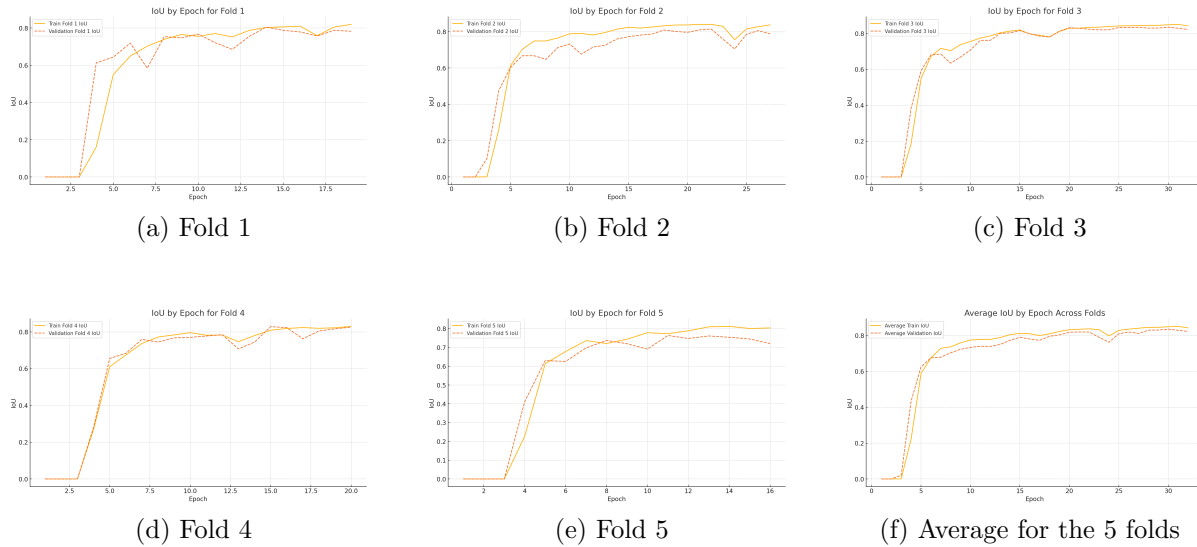 IoU by Epoch for Fold 1
Train Fold 1 IoU
Validation Fold 1 IoU
0.8
0.6
0.4
0.2
0.0
IoU
2.5 5.0 7.5 10.0 12.5 15.0 17.5
Epoch
(a) Fold 1
IoU by Epoch for Fold 2
Train Fold 2 IoU
Validation Fold 2 IoU
0.8
0.6
0.4
0.2
0.0
IoU
0 5 10 15 20 25
Epoch
(b) Fold 2
IoU by Epoch for Fold 3
Train Fold 3 IoU
Validation Fold 3 IoU
0.8
0.6
0.4
0.2
0.0
IoU
0 5 10 15 20 25 30
Epoch
(c) Fold 3
IoU by Epoch for Fold 4
Train Fold 4 IoU
Validation Fold 4 IoU
0.8
0.6
0.4
0.2
0.0
IoU
2.5 5.0 7.5 10.0 12.5 15.0 17.5 20.0
Epoch
(d) Fold 4
IoU by Epoch for Fold 5
Train Fold 5 IoU
Validation Fold 5 IoU
0.8
0.7
0.6
0.5
0.4
0.3
0.2
0.1
0.0
IoU
2 4 6 8 10 12 14 16
Epoch
(e) Fold 5
Average IoU by Epoch Across Folds
Average Train IoU
Average Validation IoU
0.8
0.6
0.4
0.2
0.0
IoU
0 5 10 15 20 25 30
Epoch
(f) Average for the 5 folds